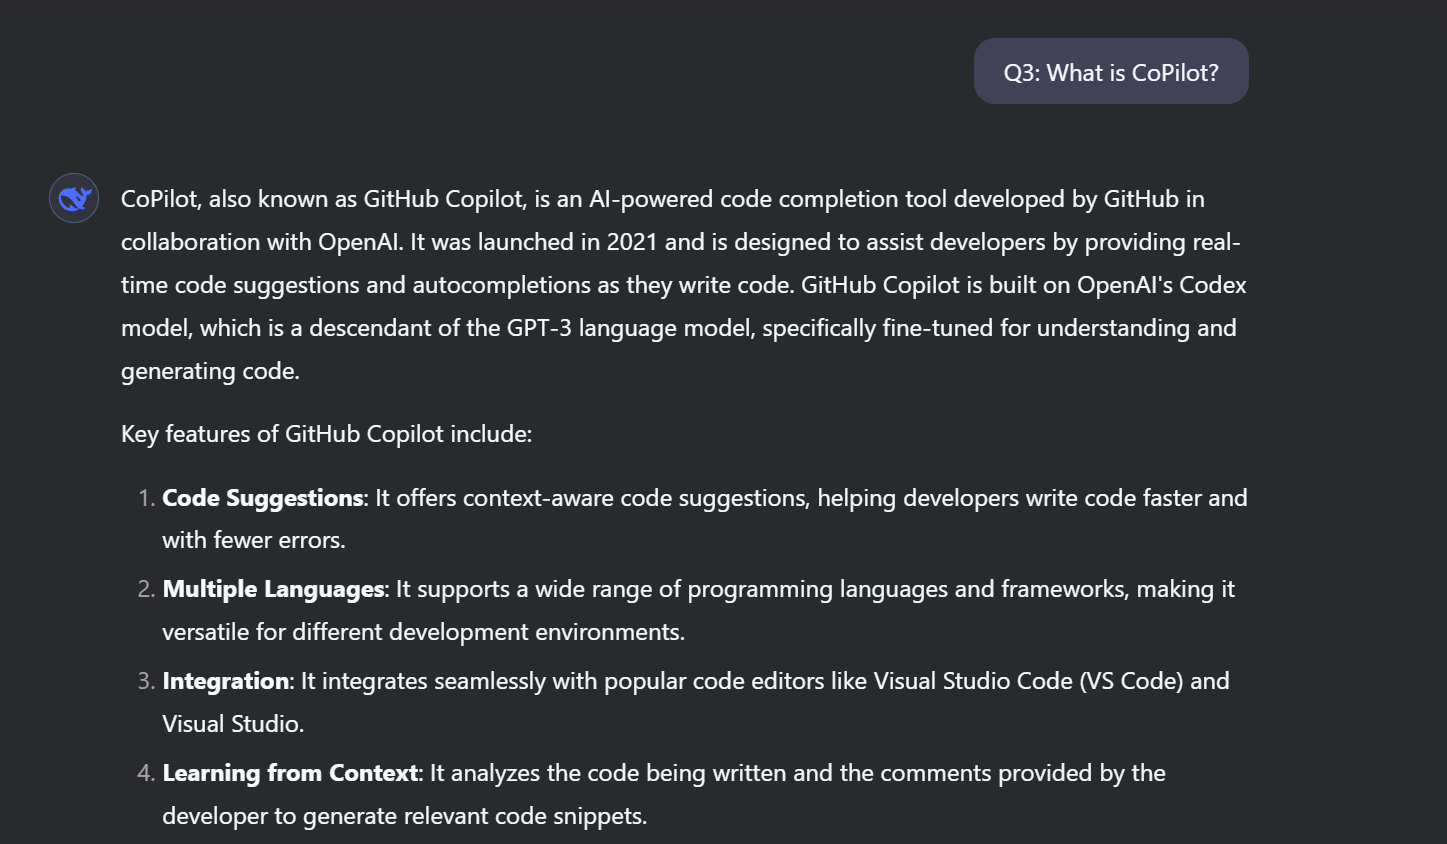 Q3: What is CoPilot?
CoPilot, also known as GitHub Copilot, is an AI-powered code completion tool developed by GitHub in
collaboration with OpenAI. It was launched in 2021 and is designed to assist developers by providing real-
time code suggestions and autocompletions as they write code. GitHub Copilot is built on OpenAI's Codex
model, which is a descendant of the GPT-3 language model, specifically fine-tuned for understanding and
generating code.
Key features of GitHub Copilot include:
1. Code Suggestions: It offers context-aware code suggestions, helping developers write code faster and
with fewer errors.
2. Multiple Languages: It supports a wide range of programming languages and frameworks, making it
versatile for different development environments.
3. Integration: It integrates seamlessly with popular code editors like Visual Studio Code (VS Code) and
Visual Studio.
4. Learning from Context: It analyzes the code being written and the comments provided by the
developer to generate relevant code snippets.